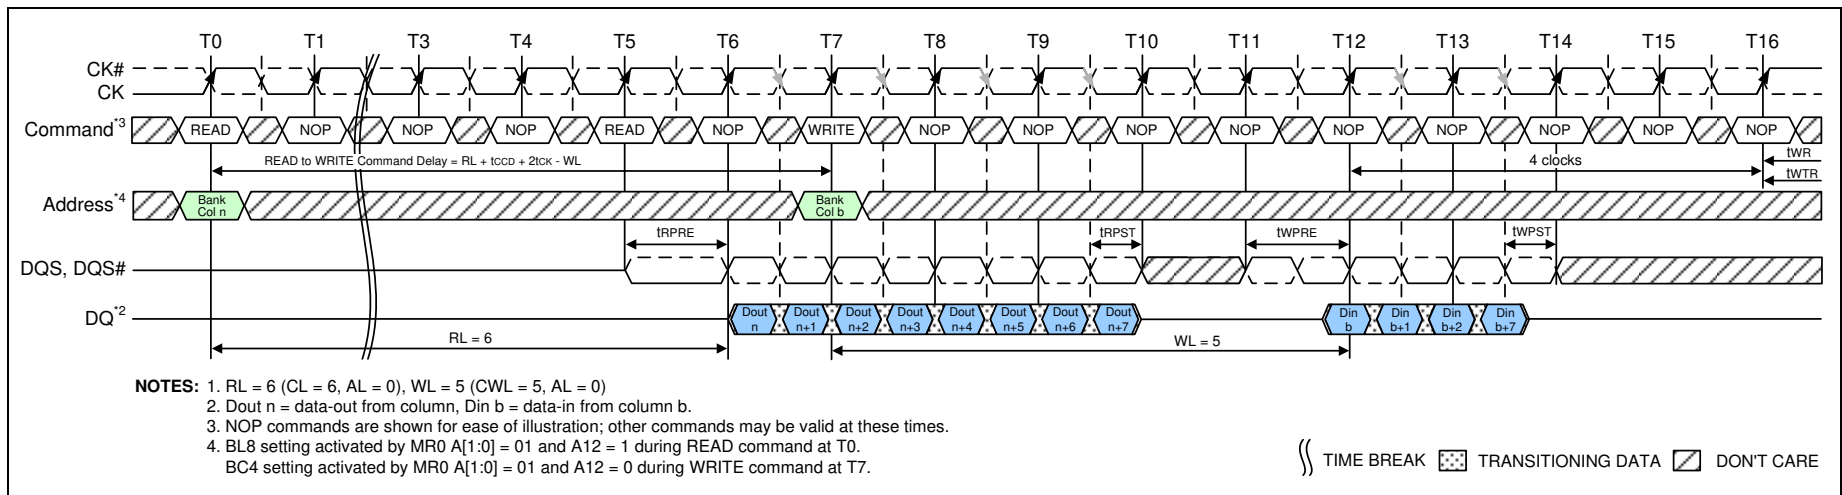 T0 T1 T3 T4 T5 T6 T7 T8 T9 T10 T11 T12 T13 T14 T15 T16
CK#
CK
Command*3 READ NOP NOP NOP READ NOP WRITE NOP NOP NOP NOP NOP NOP NOP NOP NOP
READ to WRITE Command Delay = RL + tCCD + 2tCK - WL 4 clocks tWR
tWTR
Address*4 Bank Col n Bank Col b
tRPRE tRPST tWPRE tWPST
DQS, DQS#
DQ*2 Dout n Dout n+1 Dout n+2 Dout n+3 Dout n+4 Dout n+5 Dout n+6 Dout n+7 Din b Din b+1 Din b+2 Din b+7
RL = 6 WL = 5
NOTES: 1. RL = 6 (CL = 6, AL = 0), WL = 5 (CWL = 5, AL = 0)
2. Dout n = data-out from column, Din b = data-in from column b.
3. NOP commands are shown for ease of illustration; other commands may be valid at these times.
4. BL8 setting activated by MR0 A[1:0] = 01 and A12 = 1 during READ command at T0.
BC4 setting activated by MR0 A[1:0] = 01 and A12 = 0 during WRITE command at T7.
TIME BREAK TRANSITIONING DATA DON'T CARE